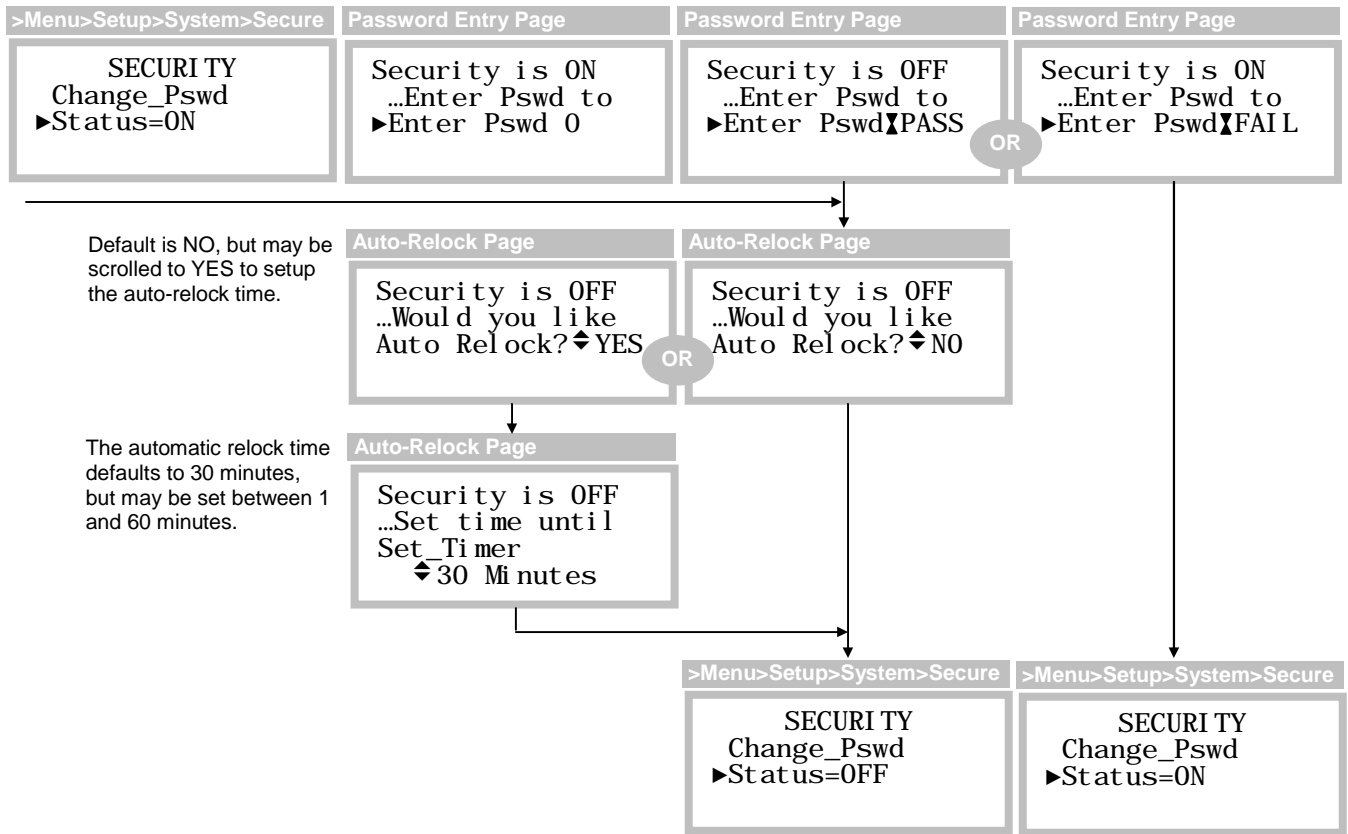 >Menu>Setup>System>Secure
SECURITY
Change_Pswd
►Status=ON
Password Entry Page
Security is ON
…Enter Pswd to
►Enter Pswd 0
Password Entry Page
Security is OFF
…Enter Pswd to
►Enter Pswd PASS
OR
Password Entry Page
Security is ON
…Enter Pswd to
►Enter Pswd FAIL
Default is NO, but may be
scrolled to YES to setup
the auto-relock time.
Auto-Relock Page
Security is OFF
…Would you like
Auto Relock? YES
OR
Auto-Relock Page
Security is OFF
…Would you like
Auto Relock? NO
The automatic relock time
defaults to 30 minutes,
but may be set between 1
and 60 minutes.
Auto-Relock Page
Security is OFF
…Set time until
Set_Timer
30 Minutes
>Menu>Setup>System>Secure
SECURITY
Change_Pswd
►Status=OFF
>Menu>Setup>System>Secure
SECURITY
Change_Pswd
►Status=ON